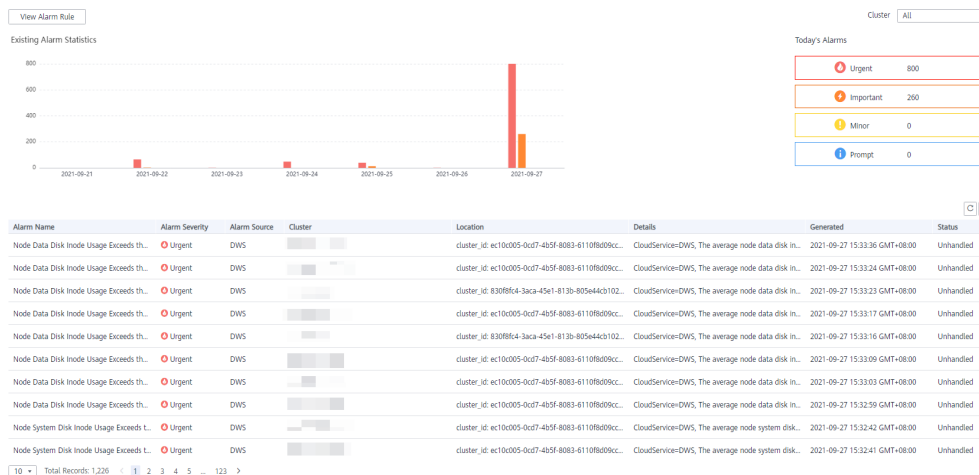 View Alarm Rule
Cluster All
Existing Alarm Statistics
Today's Alarms
800
600
400
200
0
2021-09-21 2021-09-22 2021-09-23 2021-09-24 2021-09-25 2021-09-26 2021-09-27
Urgent 800
Important 260
Minor 0
Prompt 0
Alarm Name Alarm Severity Alarm Source Cluster Location Details Generated Status
Node Data Disk Inode Usage Exceeds th... Urgent DWS cluster_id: ec10c005-0cd7-4b5f-8083-6110f8d09cc... CloudService=DWS, The average node data disk in... 2021-09-27 15:33:36 GMT+08:00 Unhandled
Node Data Disk Inode Usage Exceeds th... Urgent DWS cluster_id: ec10c005-0cd7-4b5f-8083-6110f8d09cc... CloudService=DWS, The average node data disk in... 2021-09-27 15:33:24 GMT+08:00 Unhandled
Node Data Disk Inode Usage Exceeds th... Urgent DWS cluster_id: 830f8fc4-3aca-45e1-813b-805e44cb102... CloudService=DWS, The average node data disk in... 2021-09-27 15:33:23 GMT+08:00 Unhandled
Node Data Disk Inode Usage Exceeds th... Urgent DWS cluster_id: ec10c005-0cd7-4b5f-8083-6110f8d09cc... CloudService=DWS, The average node data disk in... 2021-09-27 15:33:17 GMT+08:00 Unhandled
Node Data Disk Inode Usage Exceeds th... Urgent DWS cluster_id: 830f8fc4-3aca-45e1-813b-805e44cb102... CloudService=DWS, The average node data disk in... 2021-09-27 15:33:16 GMT+08:00 Unhandled
Node Data Disk Inode Usage Exceeds th... Urgent DWS cluster_id: ec10c005-0cd7-4b5f-8083-6110f8d09cc... CloudService=DWS, The average node data disk in... 2021-09-27 15:33:09 GMT+08:00 Unhandled
Node Data Disk Inode Usage Exceeds th... Urgent DWS cluster_id: ec10c005-0cd7-4b5f-8083-6110f8d09cc... CloudService=DWS, The average node data disk in... 2021-09-27 15:33:03 GMT+08:00 Unhandled
Node Data Disk Inode Usage Exceeds th... Urgent DWS cluster_id: ec10c005-0cd7-4b5f-8083-6110f8d09cc... CloudService=DWS, The average node data disk in... 2021-09-27 15:32:59 GMT+08:00 Unhandled
Node System Disk Inode Usage Exceeds t... Urgent DWS cluster_id: ec10c005-0cd7-4b5f-8083-6110f8d09cc... CloudService=DWS, The average node system disk... 2021-09-27 15:32:42 GMT+08:00 Unhandled
Node System Disk Inode Usage Exceeds t... Urgent DWS cluster_id: ec10c005-0cd7-4b5f-8083-6110f8d09cc... CloudService=DWS, The average node system disk... 2021-09-27 15:32:41 GMT+08:00 Unhandled
10 Total Records: 1,226 < 1 2 3 4 5 ... 123 >